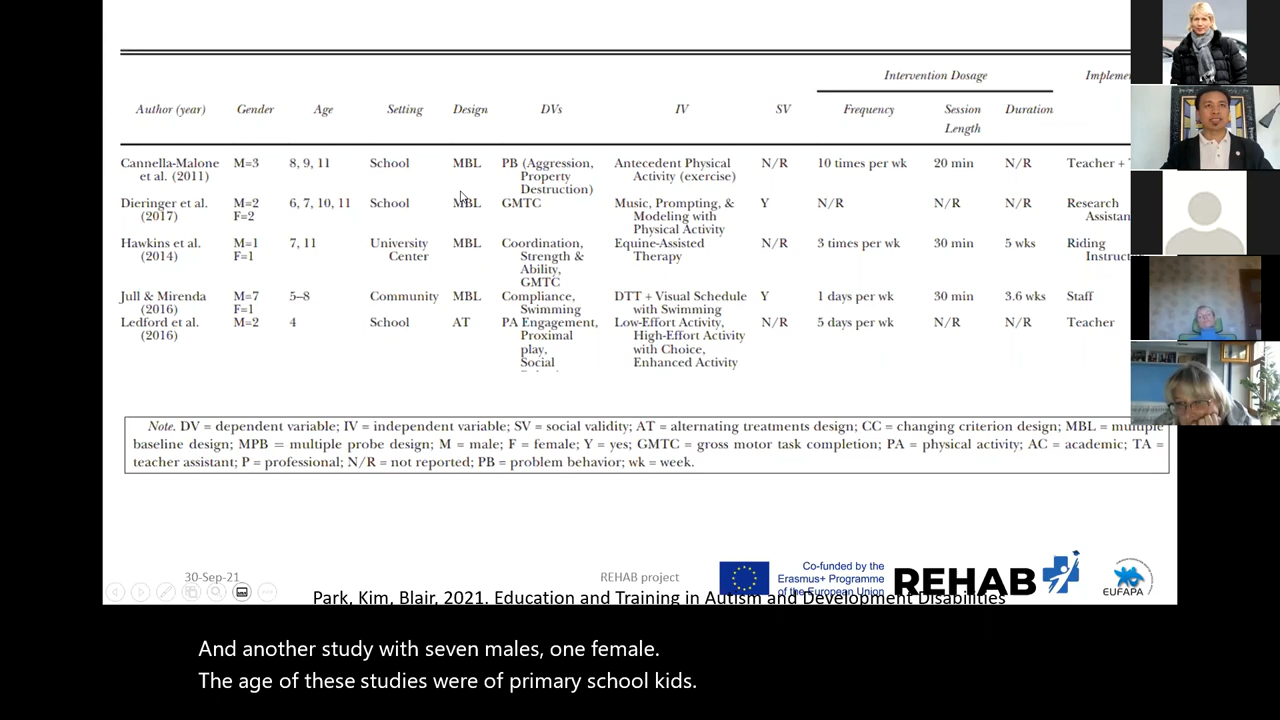 Intervention Dosage
Author (year) Gender Age Setting Design DVs IV SV Frequency Session Length Duration
Cannella-Malone et al. (2011) M=3 8, 9, 11 School MBL PB (Aggression, Property Destruction) Antecedent Physical Activity (exercise) N/R 10 times per wk 20 min N/R Teacher +
Dieringer et al. (2017) M=2 F=2 6, 7, 10, 11 School MBL GMTC Music, Prompting, & Modeling with Physical Activity Y N/R N/R N/R Research
Hawkins et al. (2014) M=1 F=1 7, 11 University Center MBL Coordination, Strength & Ability, GMTC Equine-Assisted Therapy N/R 3 times per wk 30 min 5 wks Riding
Jull & Mirenda (2016) M=7 F=1 5–8 Community MBL Compliance, Swimming DTT + Visual Schedule with Swimming Y 1 days per wk 30 min 3.6 wks Staff
Ledford et al. (2016) M=2 4 School AT PA Engagement, Proximal play, Social Low-Effort Activity, High-Effort Activity with Choice, Enhanced Activity N/R 5 days per wk N/R N/R Teacher
Note. DV = dependent variable; IV = independent variable; SV = social validity; AT = alternating treatments design; CC = changing criterion design; MBL = multiple
baseline design; MPB = multiple probe design; M = male; F = female; Y = yes; GMTC = gross motor task completion; PA = physical activity; AC = academic; TA =
teacher assistant; P = professional; N/R = not reported; PB = problem behavior; wk = week.
30-Sep-21
REHAB project
Co-funded by the
Erasmus+ Programme
of the European Union
REHAB
EUFAPA
Park, Kim, Blair, 2021. Education and Training in Autism and Development Disabilities
And another study with seven males, one female.
The age of these studies were of primary school kids.